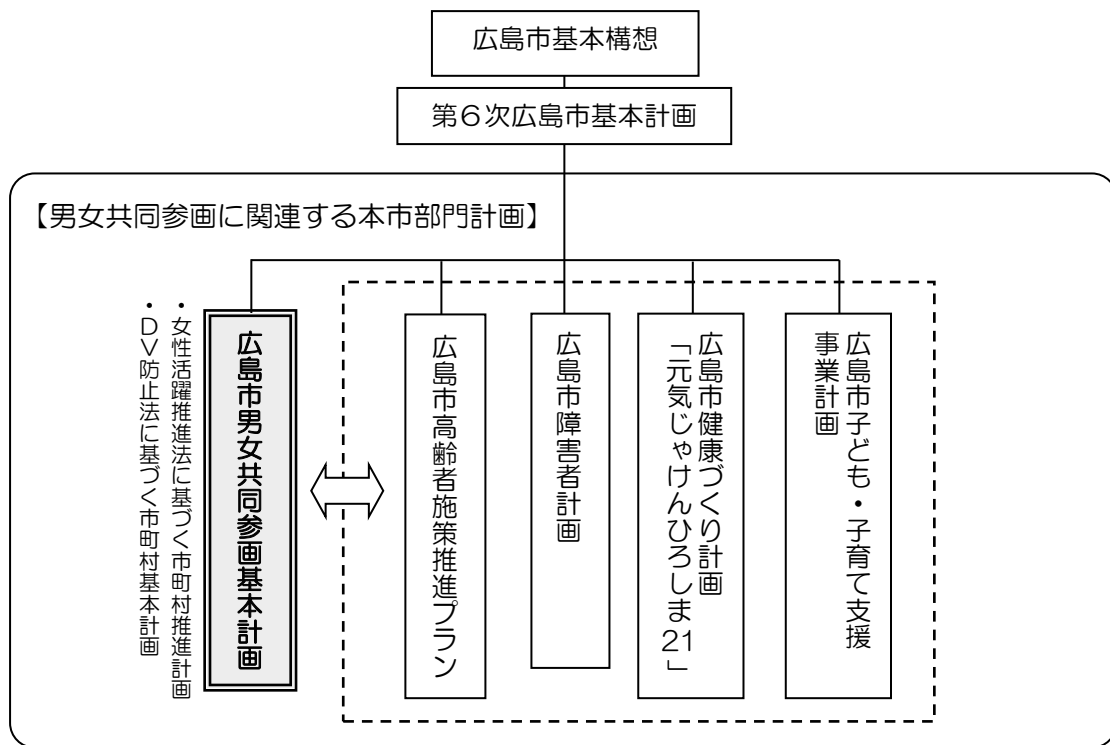 広島市基本構想
第６次広島市基本計画
【男女共同参画に関連する本市部門計画】
広島市男女共同参画基本計画
・女性活躍推進法に基づく市町村推進計画
・ＤＶ防止法に基づく市町村基本計画
広島市高齢者施策推進プラン
広島市障害者計画
広島市健康づくり計画
「元気じゃけんひろしま21」
広島市子ども・子育て支援
事業計画